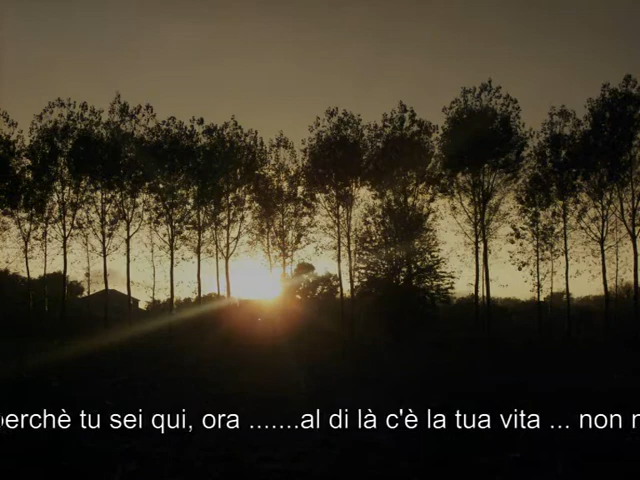 perchè tu sei qui, ora .......al di là c'è la tua vita ... non